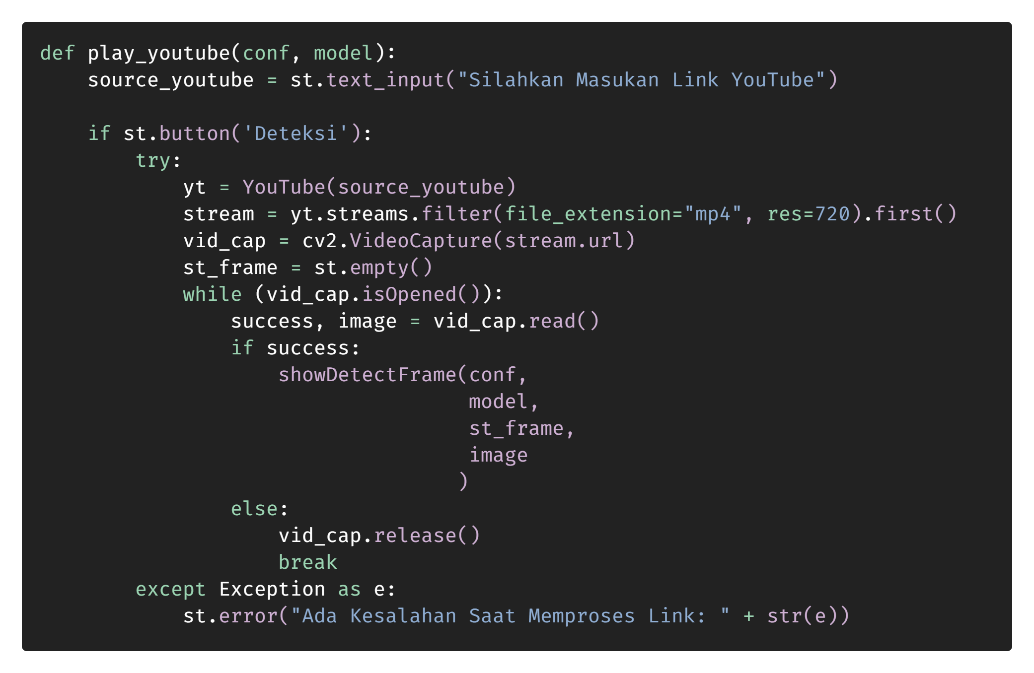 def play_youtube(conf, model):
    source_youtube = st.text_input("Silahkan Masukan Link YouTube")

    if st.button('Deteksi'):
        try:
            yt = YouTube(source_youtube)
            stream = yt.streams.filter(file_extension="mp4", res=720).first()
            vid_cap = cv2.VideoCapture(stream.url)
            st_frame = st.empty()
            while (vid_cap.isOpened()):
                success, image = vid_cap.read()
                if success:
                    showDetectFrame(conf,
                                    model,
                                    st_frame,
                                    image
                                   )
                else:
                    vid_cap.release()
                    break
        except Exception as e:
            st.error("Ada Kesalahan Saat Memproses Link: " + str(e))